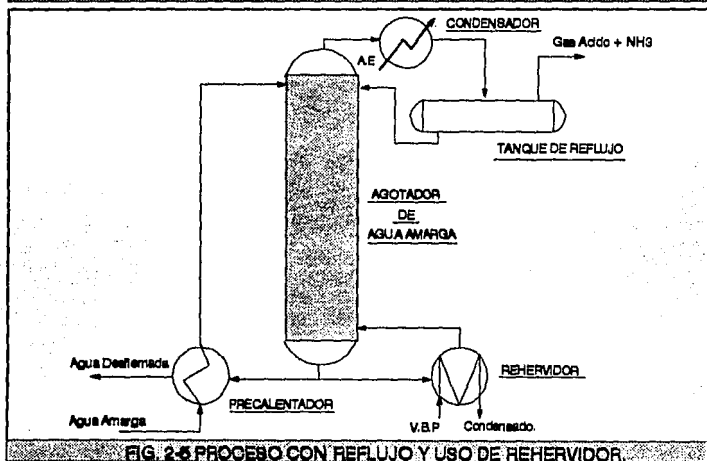 CONDENSADOR
Gas Acido + NH3
A.E
TANQUE DE REFLUJO
AGOTADOR
DE
AGUA AMARGA
Agua Desflemada
REHERVIDOR
PRECALENTADOR
Agua Amarga
V.B.P
Condensado.
FIG. 2-5 PROCESO CON REFLUJO Y USO DE REHERVIDOR.